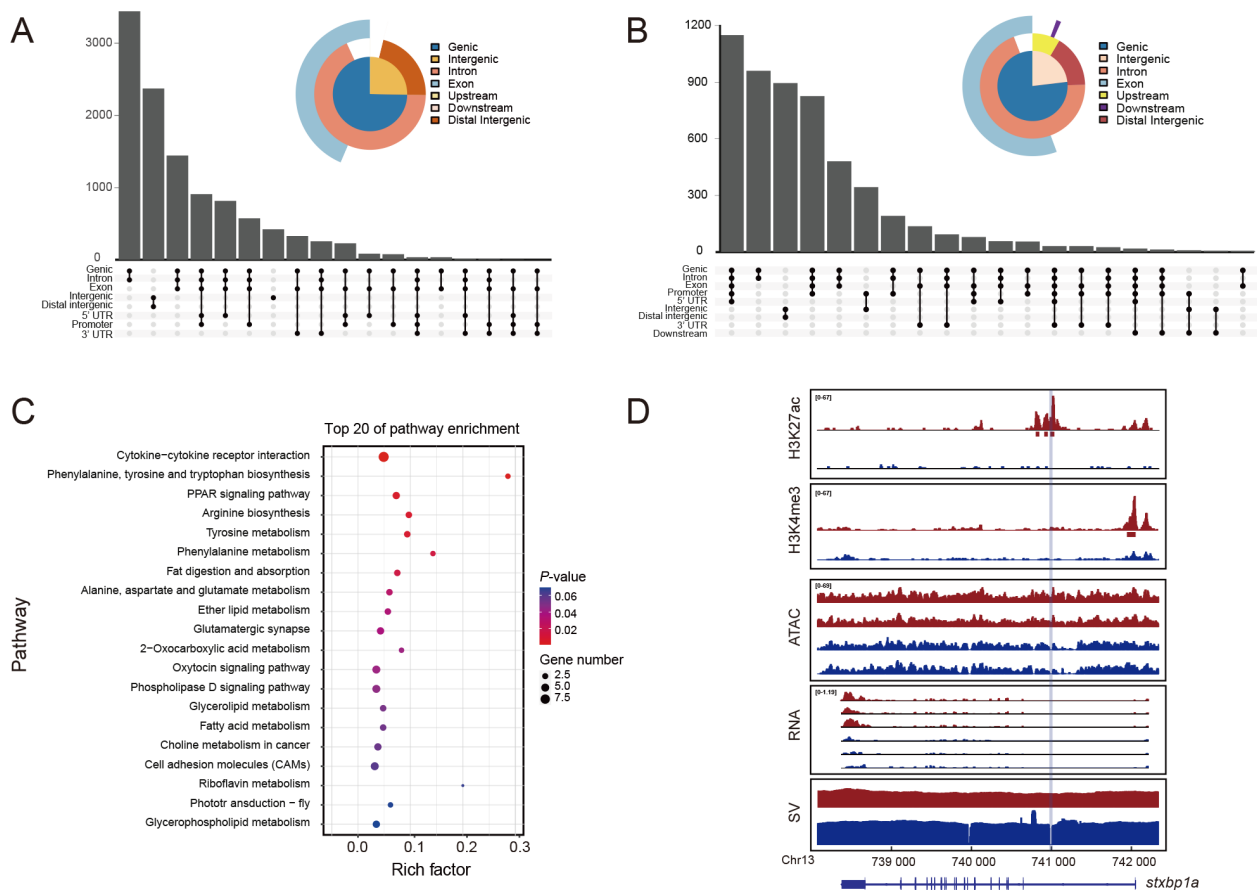 A
3000
2000
1000
0
Genic
Intergenic
Intron
Exon
Upstream
Downstream
Distal Intergenic
Genic
Intron
Exon
Intergenic
Distal intergenic
5' UTR
Promoter
3' UTR
B
1200
900
600
300
0
Genic
Intergenic
Intron
Exon
Upstream
Downstream
Distal Intergenic
Genic
Intron
Exon
Promoter
5' UTR
Intergenic
Distal intergenic
3' UTR
Downstream
C
Top 20 of pathway enrichment
Pathway
Cytokine−cytokine receptor interaction
Phenylalanine, tyrosine and tryptophan biosynthesis
PPAR signaling pathway
Arginine biosynthesis
Tyrosine metabolism
Phenylalanine metabolism
Fat digestion and absorption
Alanine, aspartate and glutamate metabolism
Ether lipid metabolism
Glutamatergic synapse
2−Oxocarboxylic acid metabolism
Oxytocin signaling pathway
Phospholipase D signaling pathway
Glycerolipid metabolism
Fatty acid metabolism
Choline metabolism in cancer
Cell adhesion molecules (CAMs)
Riboflavin metabolism
Phototr ansduction − fly
Glycerophospholipid metabolism
0.0 0.1 0.2 0.3
Rich factor
P-value
0.06
0.04
0.02
Gene number
2.5
5.0
7.5
D
H3K27ac
[0-67]
H3K4me3
[0-67]
ATAC
[0-69]
RNA
[0-1.19]
SV
Chr13
739 000 740 000 741 000 742 000
stxbp1a